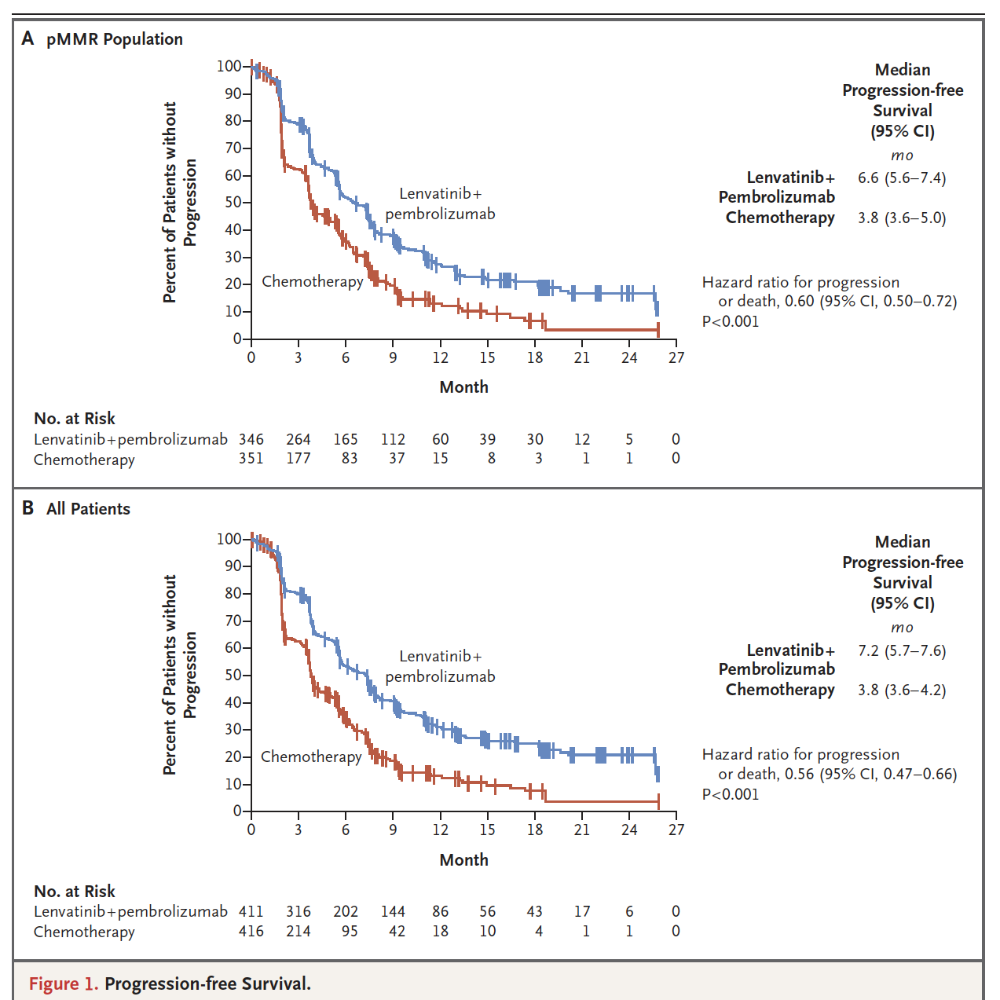 A pMMR Population
Percent of Patients without
Progression
100
90
80
70
60
50
40
30
20
10
0
Lenvatinib+
pembrolizumab
Chemotherapy
0 3 6 9 12 15 18 21 24 27
Month
Median
Progression-free
Survival
(95% CI)
mo
Lenvatinib+ 6.6 (5.6–7.4)
Pembrolizumab
Chemotherapy 3.8 (3.6–5.0)
Hazard ratio for progression
or death, 0.60 (95% CI, 0.50–0.72)
P<0.001
No. at Risk
Lenvatinib+pembrolizumab 346 264 165 112 60 39 30 12 5 0
Chemotherapy 351 177 83 37 15 8 3 1 1 0
B All Patients
Percent of Patients without
Progression
100
90
80
70
60
50
40
30
20
10
0
Lenvatinib+
pembrolizumab
Chemotherapy
0 3 6 9 12 15 18 21 24 27
Month
Median
Progression-free
Survival
(95% CI)
mo
Lenvatinib+ 7.2 (5.7–7.6)
Pembrolizumab
Chemotherapy 3.8 (3.6–4.2)
Hazard ratio for progression
or death, 0.56 (95% CI, 0.47–0.66)
P<0.001
No. at Risk
Lenvatinib+pembrolizumab 411 316 202 144 86 56 43 17 6 0
Chemotherapy 416 214 95 42 18 10 4 1 1 0
Figure 1. Progression-free Survival.